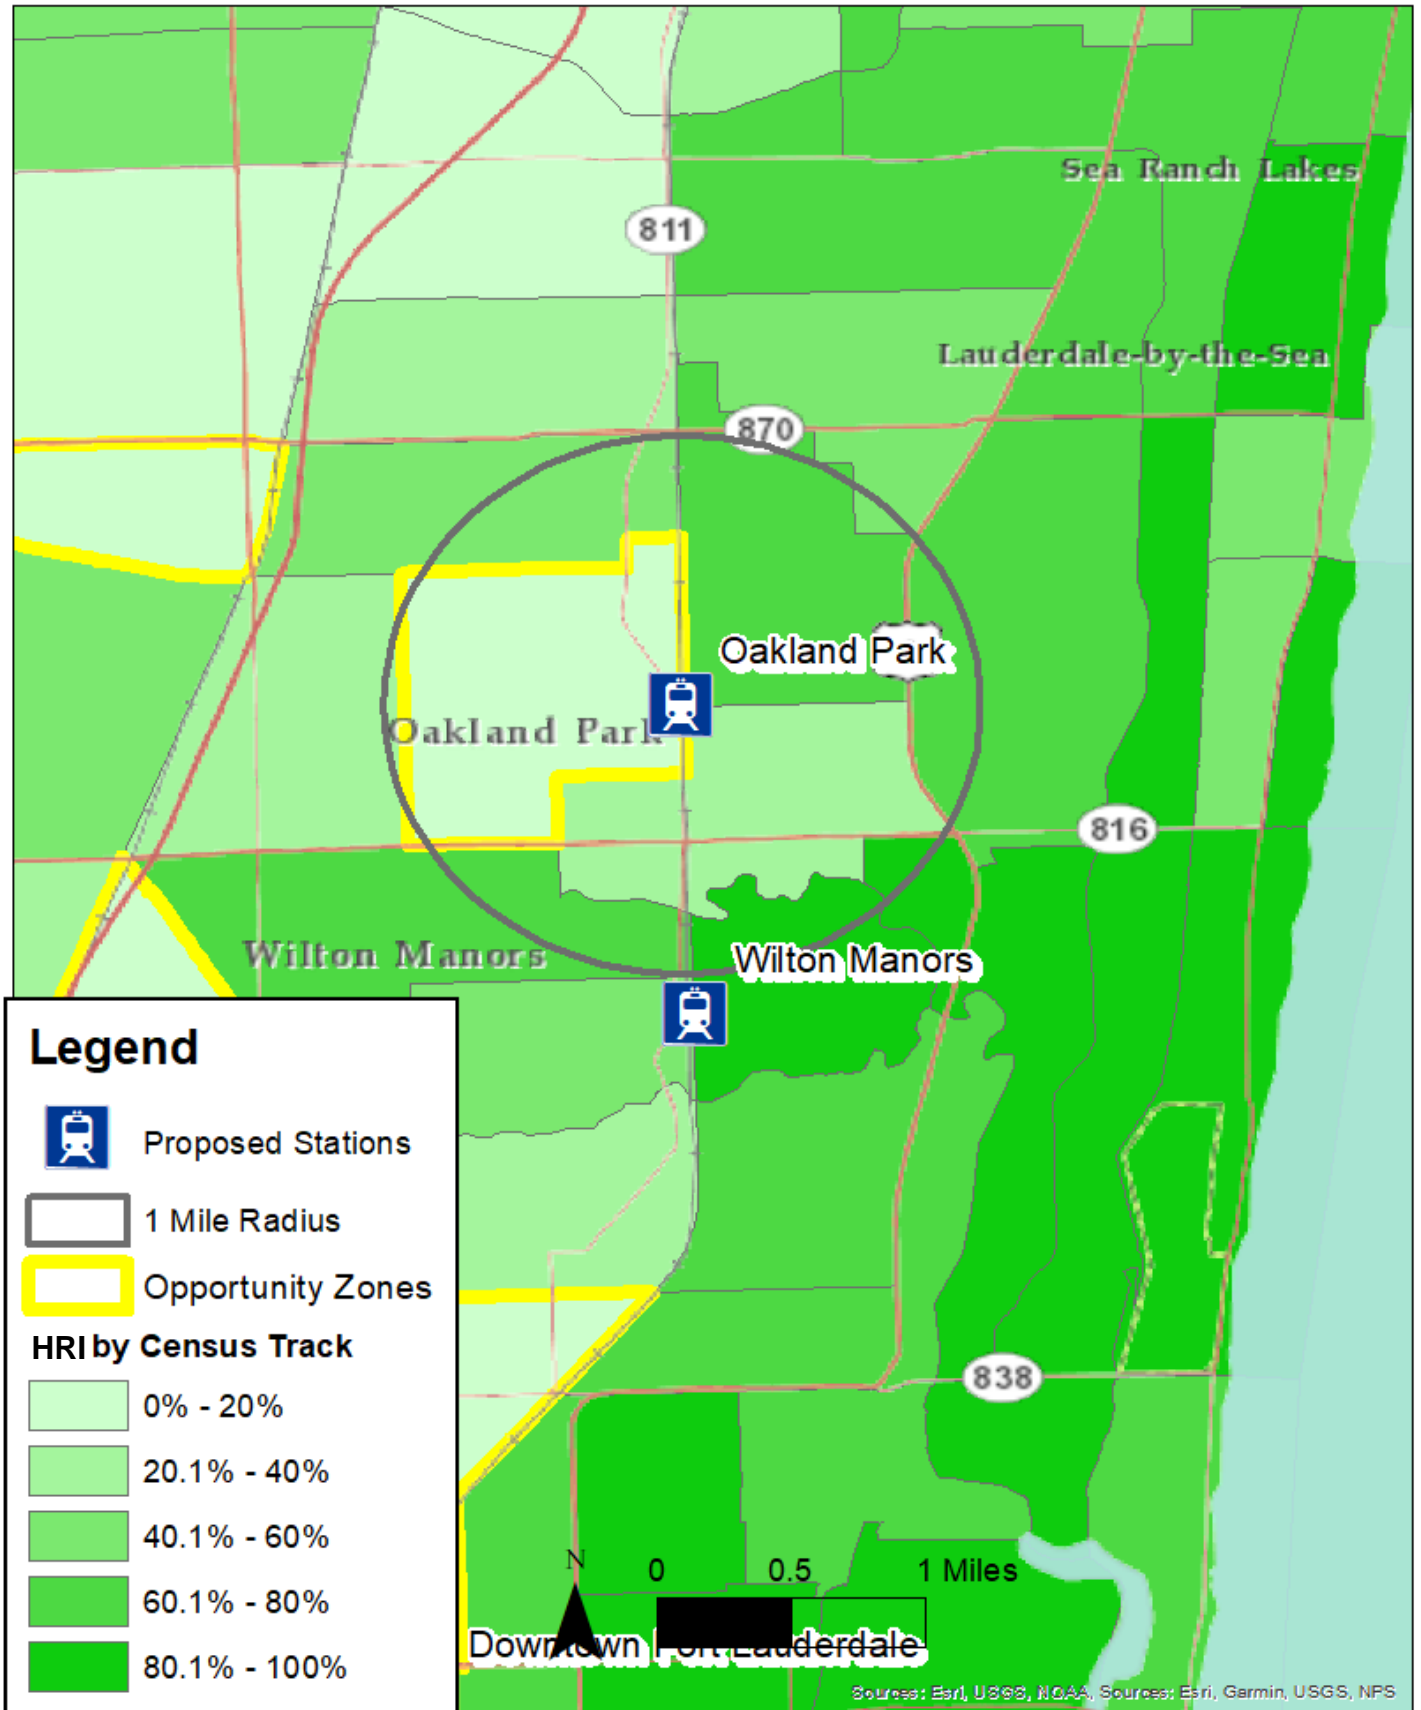 Sea Ranch Lakes
811
Lauderdale-by-the-Sea
870
Oakland Park
Oakland Park
816
Wilton Manors
Wilton Manors
Legend
Proposed Stations
1 Mile Radius
Opportunity Zones
HRI by Census Track
0% - 20%
20.1% - 40%
40.1% - 60%
60.1% - 80%
80.1% - 100%
838
N
0 0.5 1 Miles
Downtown Fort Lauderdale
Sources: Esri, USGS, NOAA, Sources: Esri, Garmin, USGS, NPS